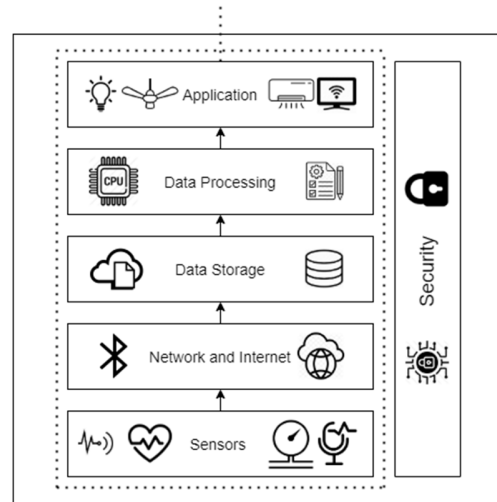 Application
CPU
Data Processing
Data Storage
Network and Internet
Sensors
Security